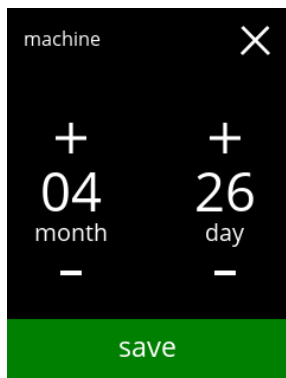 machine
+ +
04 26
month day
- -
save